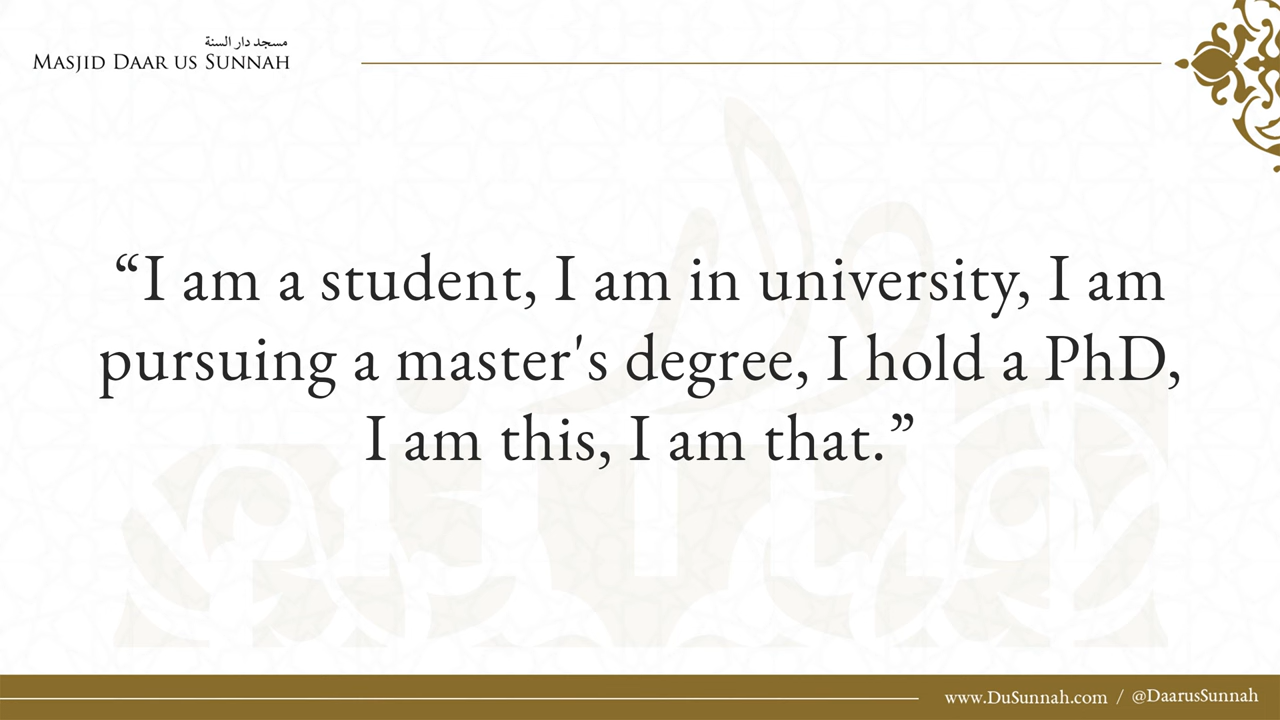 مسجد دار السنة
Masjid Daar us Sunnah
“I am a student, I am in university, I am
pursuing a master's degree, I hold a PhD,
I am this, I am that.”
www.DuSunnah.com / @DaarusSunnah